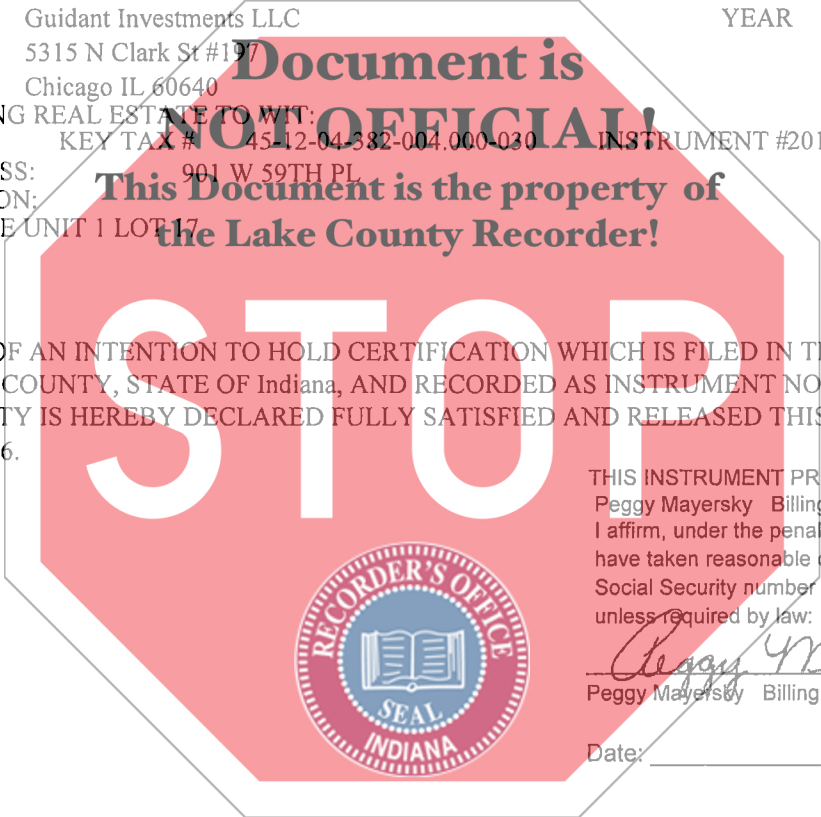 Guidant Investments LLC YEAR
5315 N Clark St #197
Document is
Chicago IL 60640
NG REAL ESTATE TO WIT:
NOT OFFICIAL!
KEY TAX # 45-12-04-382-004.000-030 INSTRUMENT #201
SS: 901 W 59TH PL
This Document is the property of
ON:
E UNIT 1 LOT 17
the Lake County Recorder!
STOP
OF AN INTENTION TO HOLD CERTIFICATION WHICH IS FILED IN TH
COUNTY, STATE OF Indiana, AND RECORDED AS INSTRUMENT NO
TY IS HEREBY DECLARED FULLY SATISFIED AND RELEASED THIS
6.
THIS INSTRUMENT PR
Peggy Mayersky Billing
I affirm, under the penal
have taken reasonable
Social Security number
unless required by law:
Peggy M
Peggy Mayersky Billing
Date:
RECORDER'S OFFICE
SEAL
INDIANA